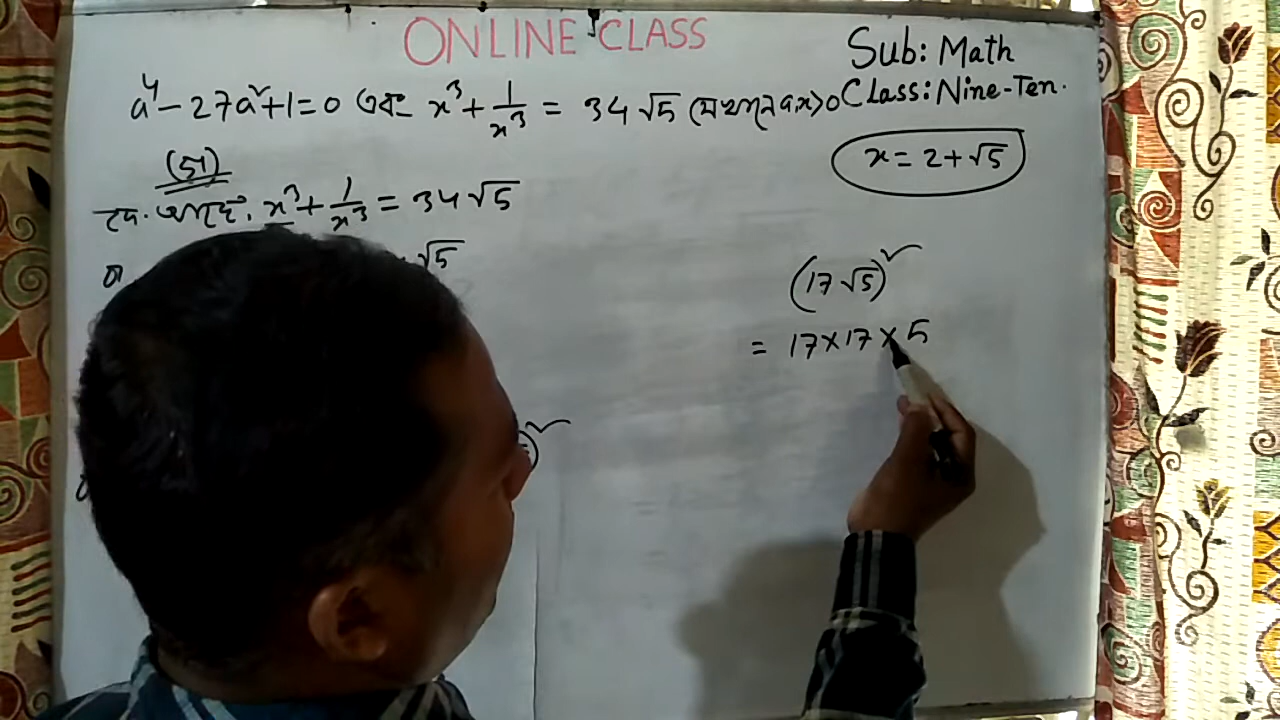 ONLINE CLASS
Sub: Math
Class: Nine-Ten.
a⁴ - 27a² + 1 = 0 এবং x³ + 1/x³ = 34√5 (যেখানে a, x > 0
x = 2 + √5
x³ + 1/x³ = 34√5
√5
(17√5)²
= 17×17×5